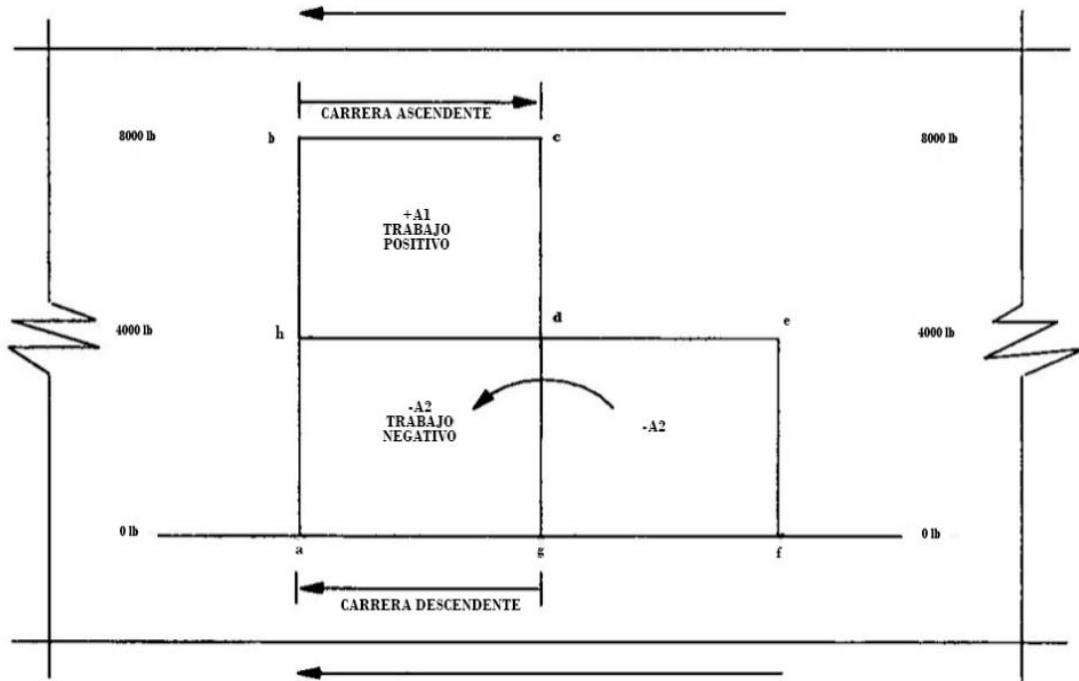 CARRERA ASCENDENTE
8000 lb
b
c
8000 lb
+A1
TRABAJO
POSITIVO
4000 lb
h
d
e
4000 lb
-A2
TRABAJO
NEGATIVO
-A2
0 lb
0 lb
a
g
f
CARRERA DESCENDENTE